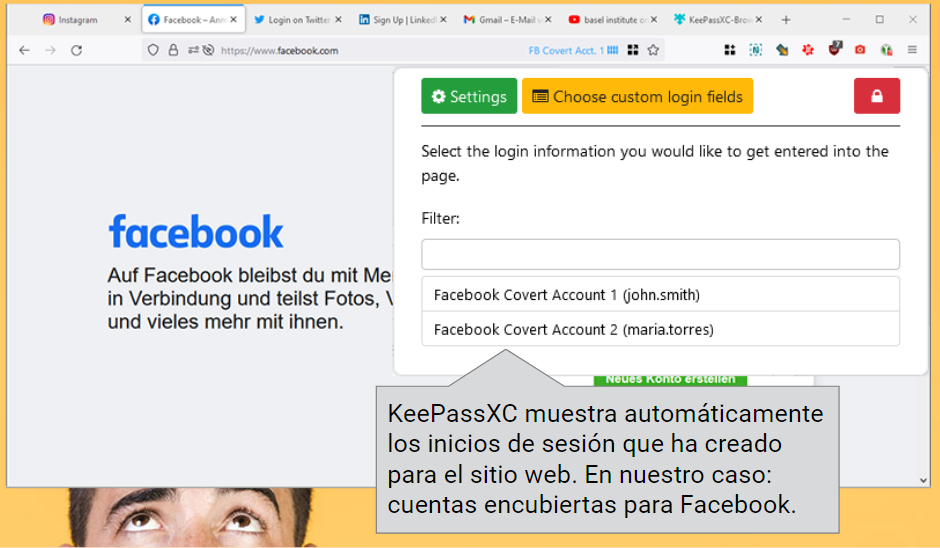 Instagram
Facebook – Anm
Login on Twitter
Sign Up | LinkedI
Gmail – E-Mail v
basel institute o
KeePassXC-Brow
https://www.facebook.com
FB Covert Acct. 1
7
Settings
Choose custom login fields
Select the login information you would like to get entered into the
page.
Filter:
Facebook Covert Account 1 (john.smith)
Facebook Covert Account 2 (maria.torres)
facebook
Auf Facebook bleibst du mit Me
in Verbindung und teilst Fotos, V
und vieles mehr mit ihnen.
Neues Konto erstellen
KeePassXC muestra automáticamente
los inicios de sesión que ha creado
para el sitio web. En nuestro caso:
cuentas encubiertas para Facebook.